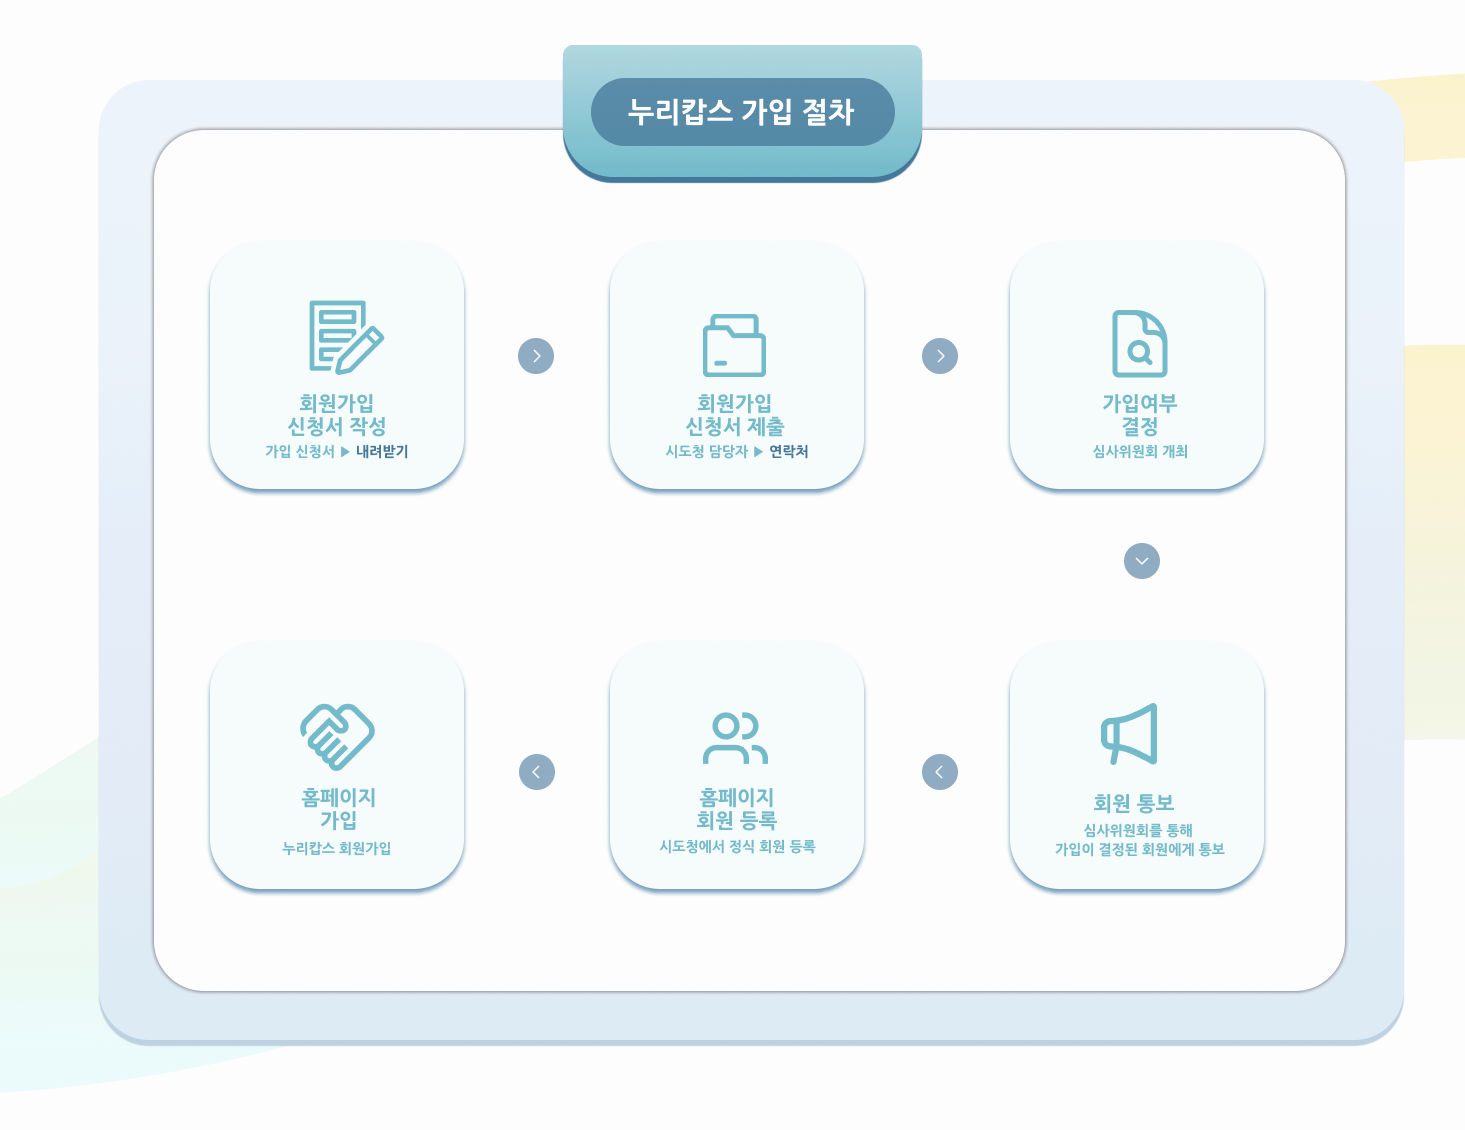 누리캅스 가입 절차
회원가입
신청서 작성
가입 신청서 ▶ 내려받기
회원가입
신청서 제출
시도청 담당자 ▶ 연락처
가입여부
결정
심사위원회 개최
회원 통보
심사위원회를 통해
가입이 결정된 회원에게 통보
홈페이지
회원 등록
시도청에서 정식 회원 등록
홈페이지
가입
누리캅스 회원가입